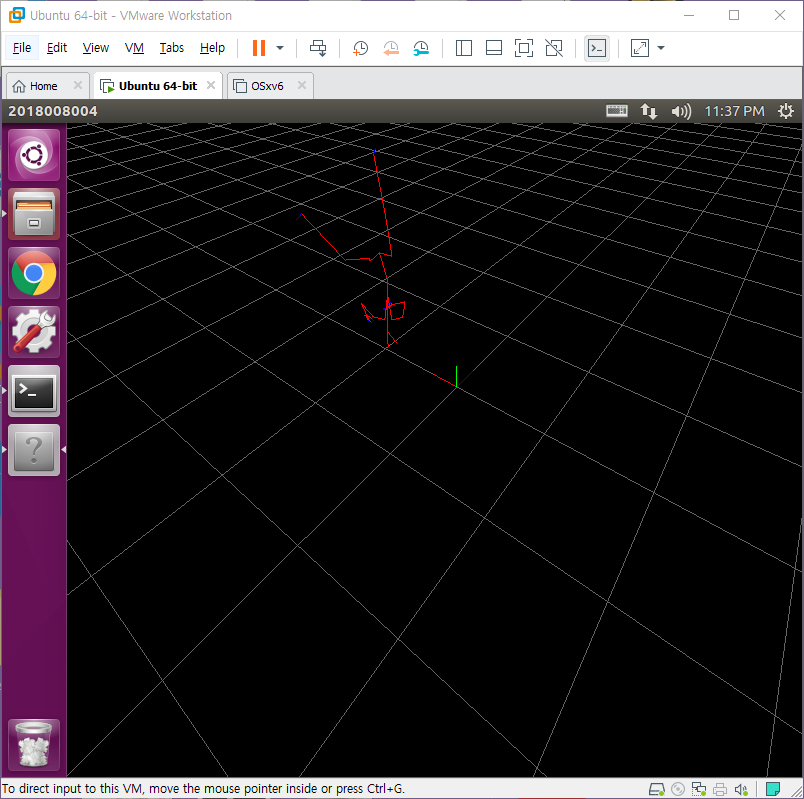 Ubuntu 64-bit - VMware Workstation
File Edit View VM Tabs Help
Home Ubuntu 64-bit OSxv6
2018008004 11:37 PM
To direct input to this VM, move the mouse pointer inside or press Ctrl+G.